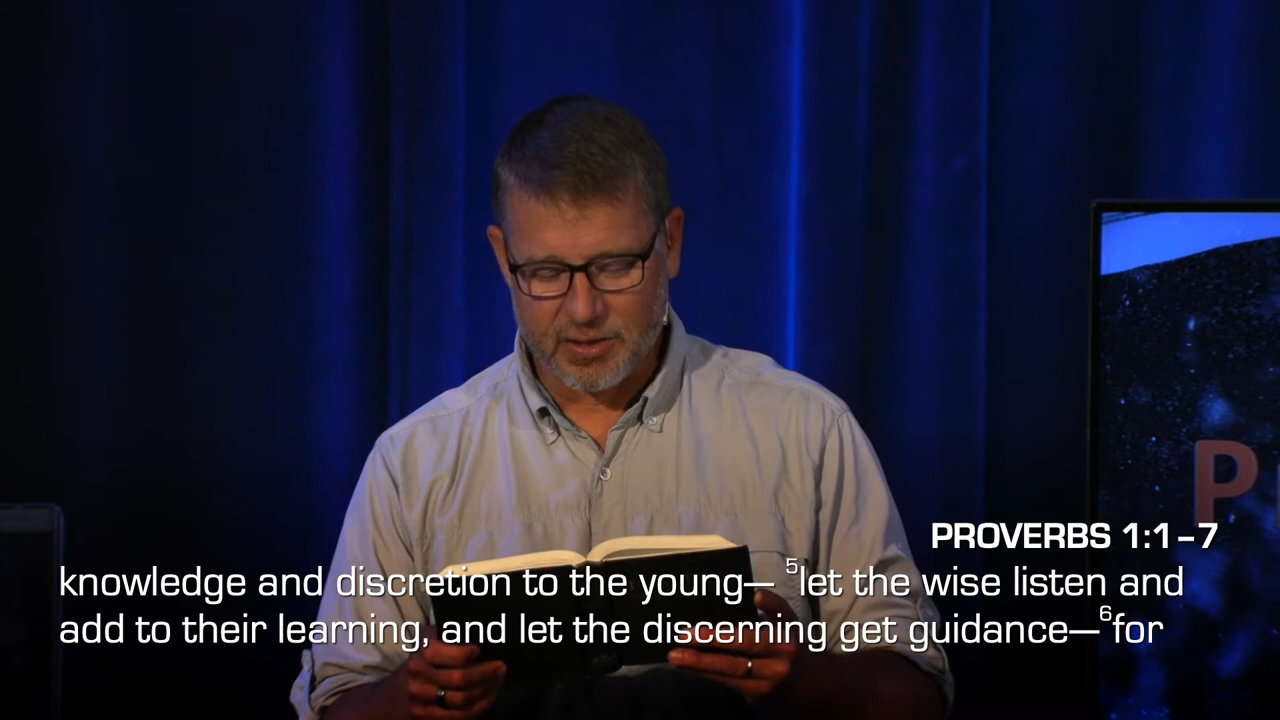 P
PROVERBS 1:1–7
knowledge and discretion to the young— ⁵let the wise listen and
add to their learning, and let the discerning get guidance—⁶for